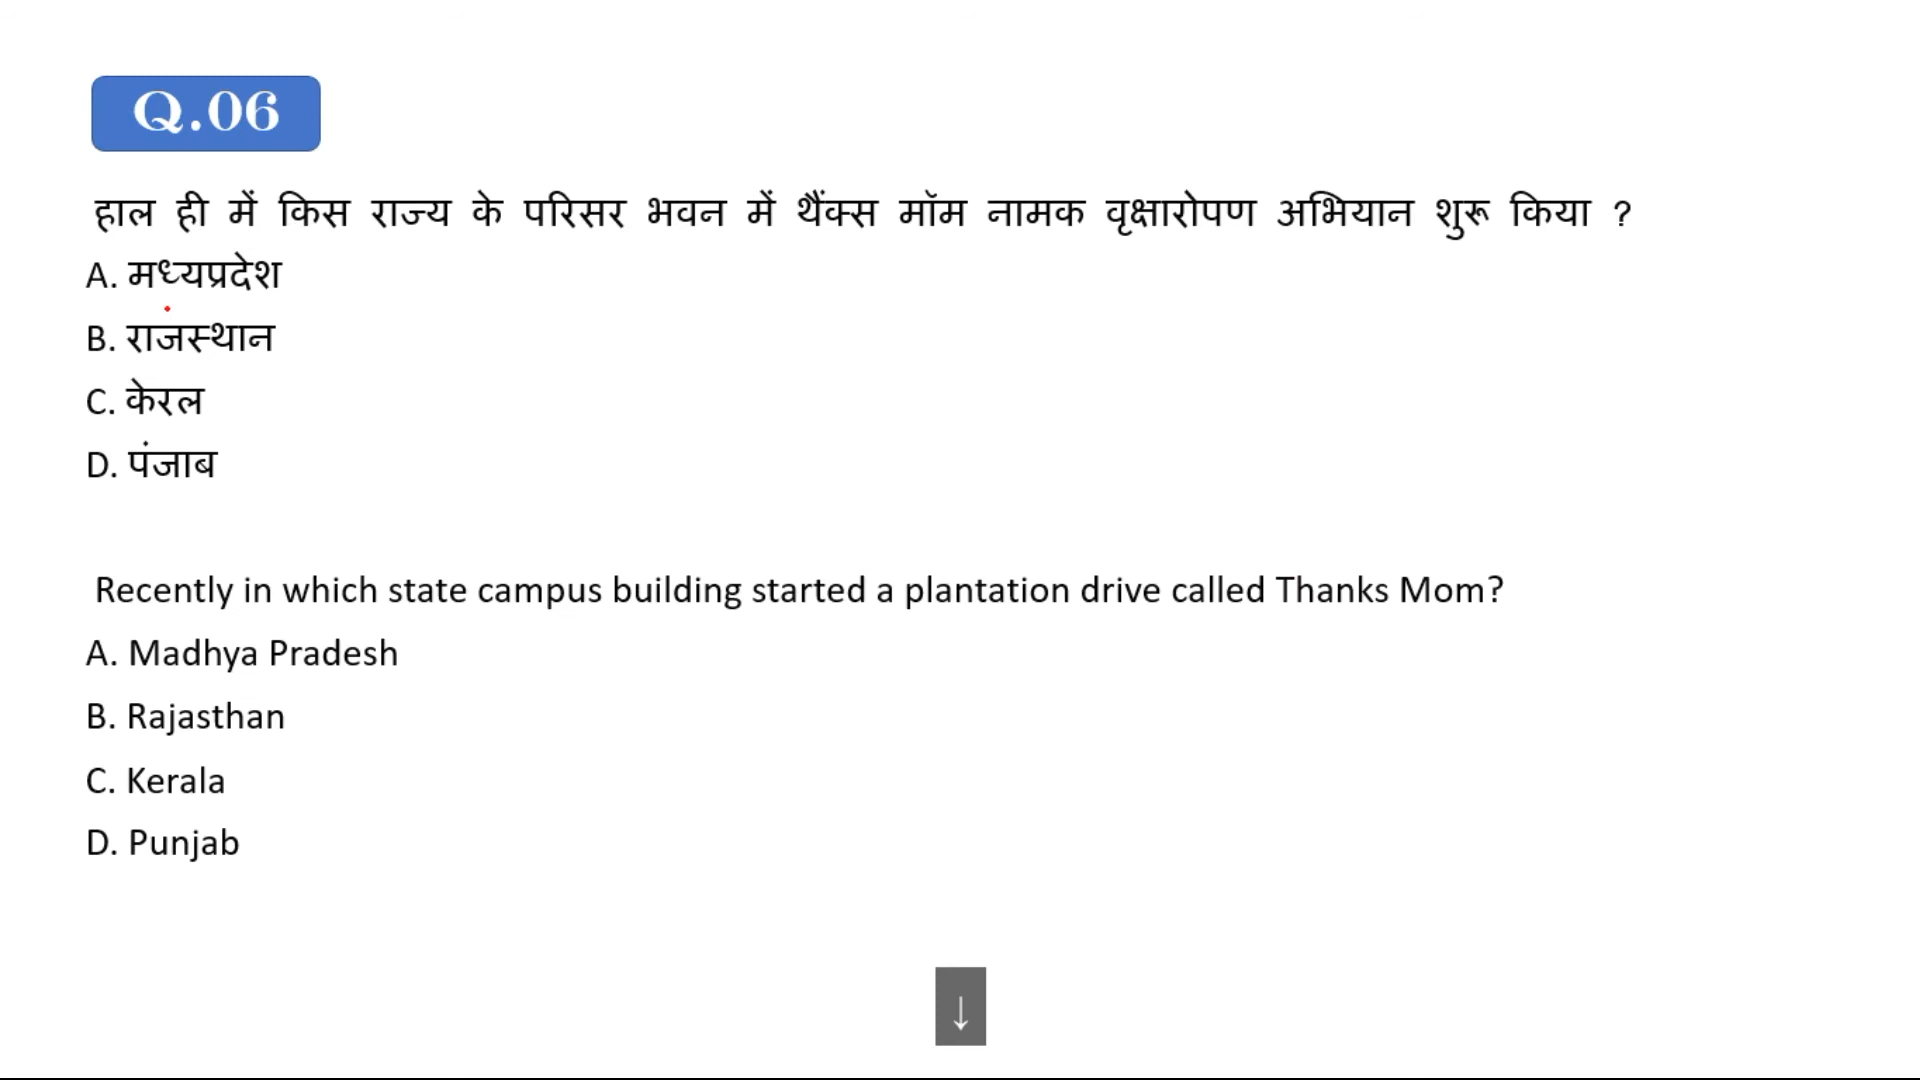 Q.06
हाल ही में किस राज्य के परिसर भवन में थैंक्स मॉम नामक वृक्षारोपण अभियान शुरू किया ?
A. मध्यप्रदेश
B. राजस्थान
C. केरल
D. पंजाब
Recently in which state campus building started a plantation drive called Thanks Mom?
A. Madhya Pradesh
B. Rajasthan
C. Kerala
D. Punjab
↓